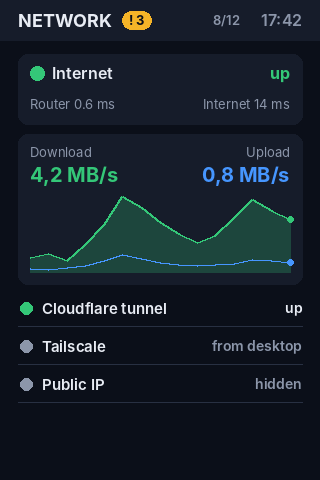 NETWORK ! 3 8/12 17:42
Internet up
Router 0.6 ms Internet 14 ms
Download Upload
4,2 MB/s 0,8 MB/s
Cloudflare tunnel up
Tailscale from desktop
Public IP hidden